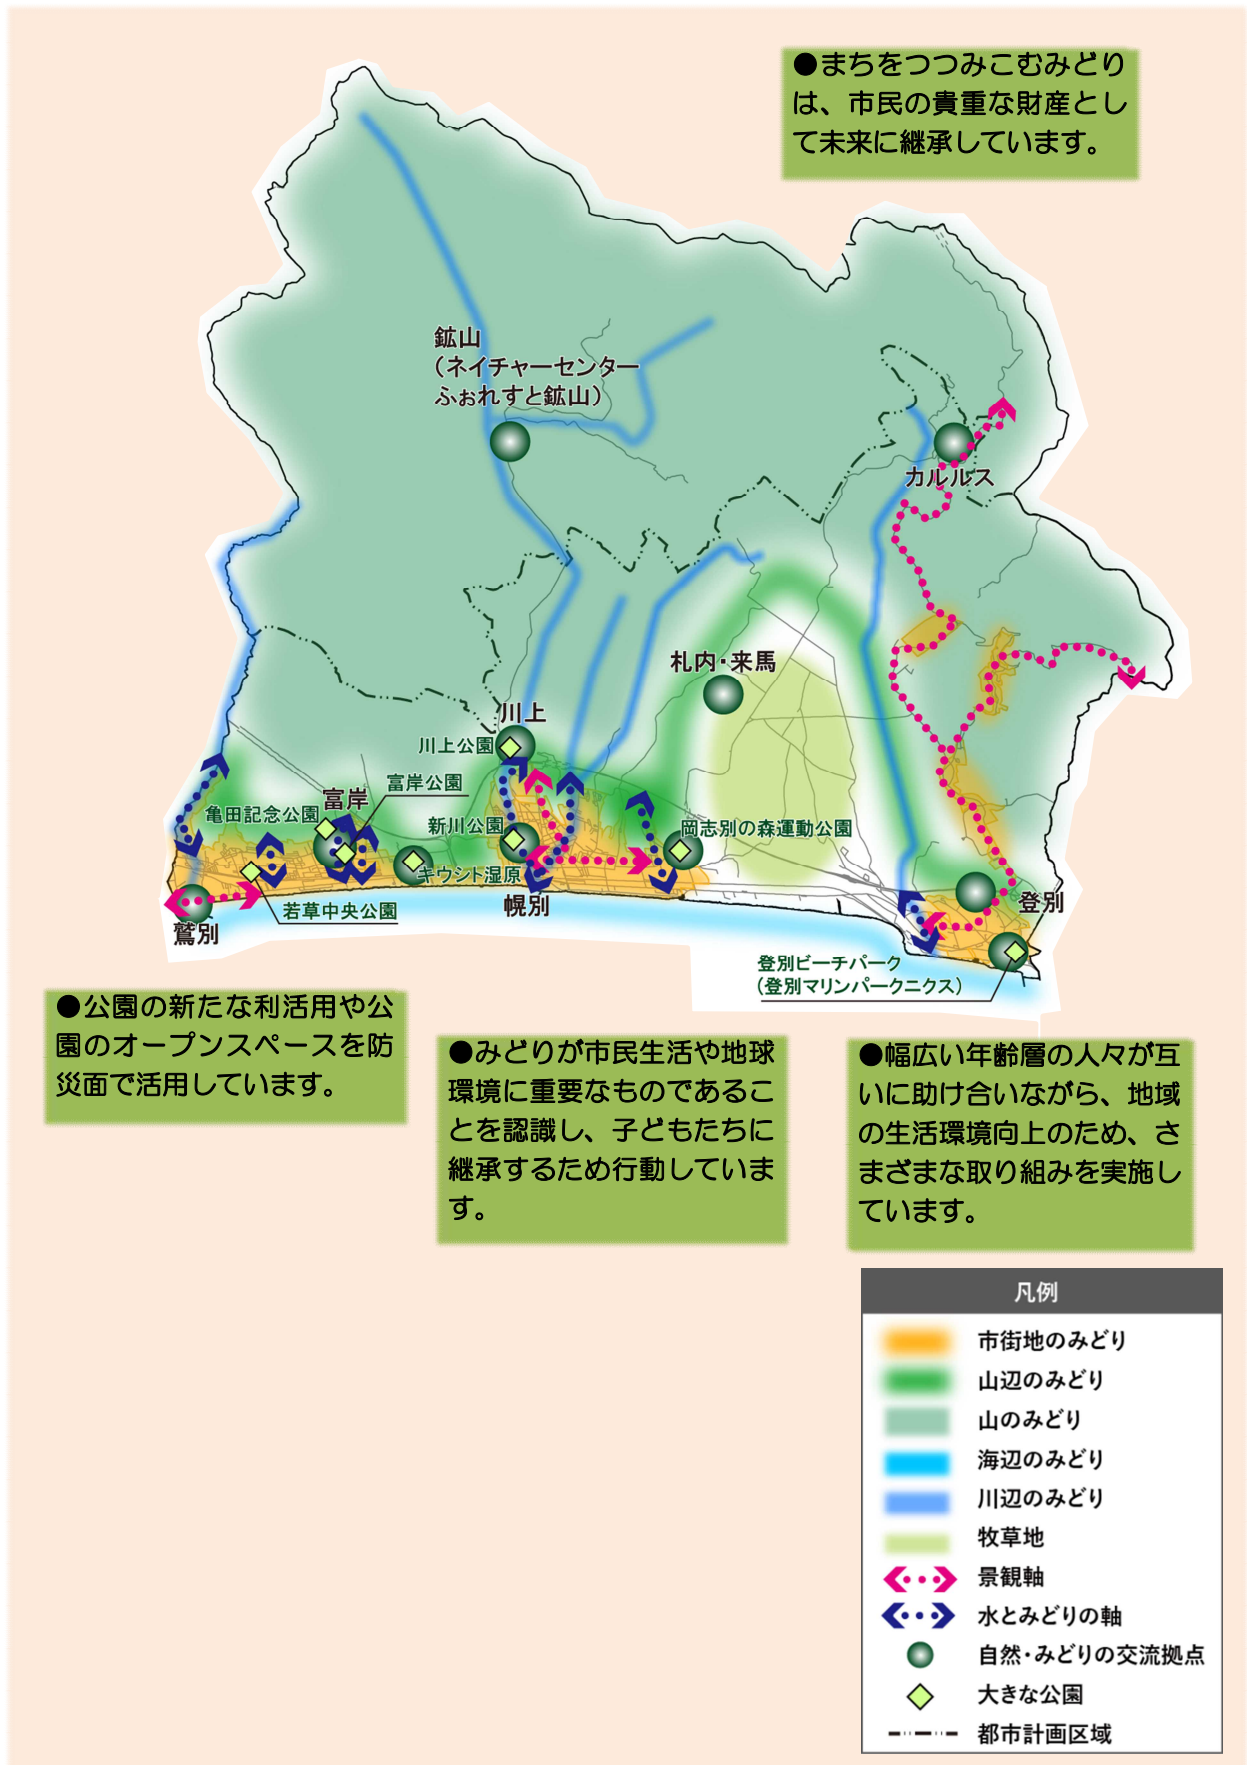 ●まちをつつみこむみどり
は、市民の貴重な財産とし
て未来に継承しています。
鉱山
(ネイチャーセンター
ふぉれすと鉱山)
カルルス
札内・来馬
川上
川上公園
富岸公園
富岸
亀田記念公園
新川公園
岡志別の森運動公園
キウシト湿原
幌別
若草中央公園
鷲別
登別
登別ビーチパーク
(登別マリンパークニクス)
●公園の新たな利活用や公
園のオープンスペースを防
災面で活用しています。
●みどりが市民生活や地球
環境に重要なものであるこ
とを認識し、子どもたちに
継承するため行動していま
す。
●幅広い年齢層の人々が互
いに助け合いながら、地域
の生活環境向上のため、さ
まざまな取り組みを実施し
ています。
凡例
市街地のみどり
山辺のみどり
山のみどり
海辺のみどり
川辺のみどり
牧草地
景観軸
水とみどりの軸
自然・みどりの交流拠点
大きな公園
都市計画区域